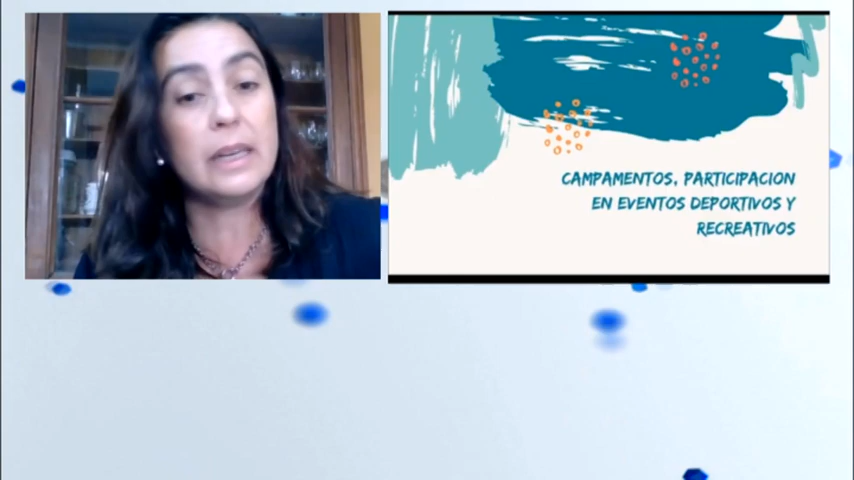 CAMPAMENTOS, PARTICIPACION
EN EVENTOS DEPORTIVOS Y
RECREATIVOS